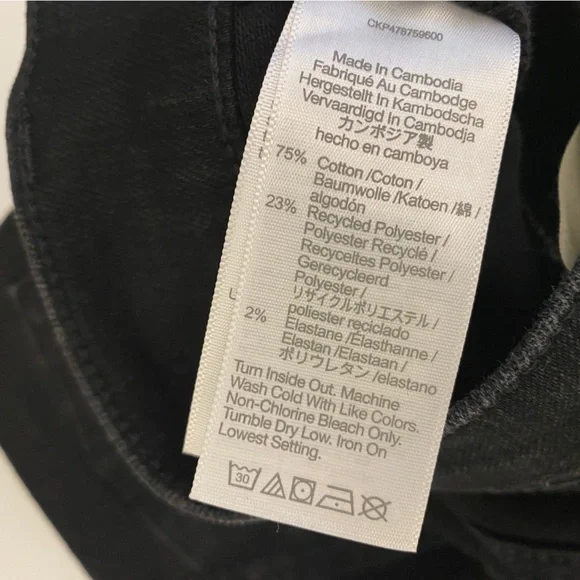 CKP478759600
Made In Cambodia
Fabriqué Au Cambodge
Hergestellt In Kambodscha
Vervaardigd In Cambodja
カンボジア製
hecho en camboya
75% Cotton /Coton /
Baumwolle /Katoen /綿 /
algodón
23% Recycled Polyester /
Polyester Recyclé /
Recyceltes Polyester /
Gerecycleerd
Polyester /
リサイクルポリエステル /
poliester reciclado
2% Elastane /Élasthanne /
Elastan /Elastaan /
ポリウレタン /elastano
Turn Inside Out. Machine
Wash Cold With Like Colors.
Non-Chlorine Bleach Only.
Tumble Dry Low. Iron On
Lowest Setting.
30